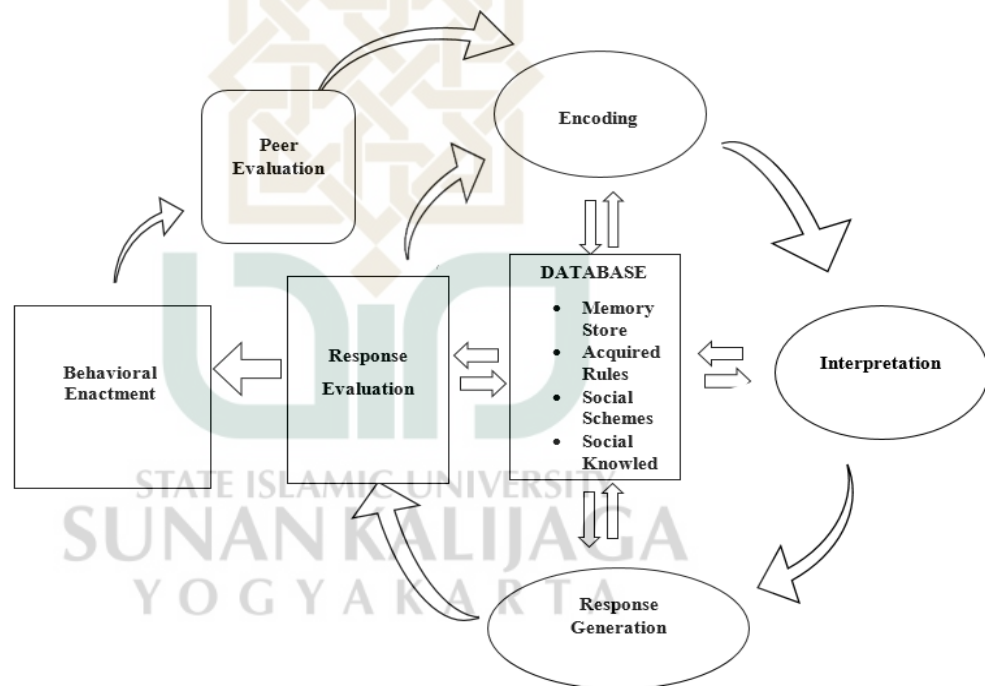 Encoding
Peer
Evaluation
DATABASE
• Memory
Store
• Acquired
Rules
• Social
Schemes
• Social
Knowled
Response
Evaluation
Behavioral
Enactment
Interpretation
STATE ISLAMIC UNIVERSITY
SUNAN KALIJAGA
YOGYAKARTA
Response
Generation